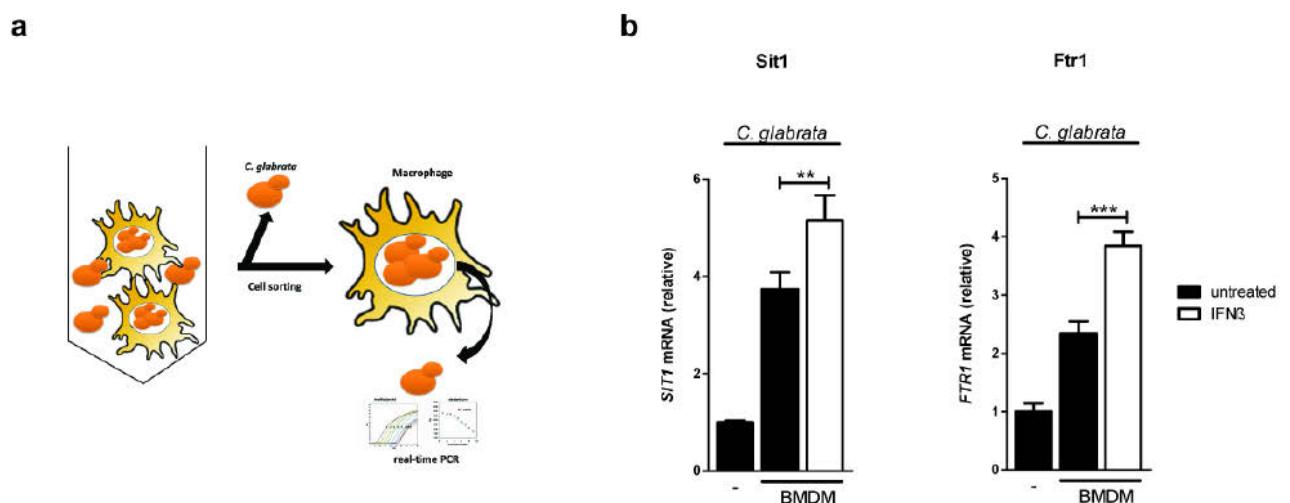 a
b
C. glabrata
Macrophage
Cell sorting
real-time PCR
Sit1
C. glabrata
SIT1 mRNA (relative)
6
4
2
0
**
-
BMDM
Ftr1
C. glabrata
FTR1 mRNA (relative)
5
4
3
2
1
0
***
-
BMDM
untreated
IFNß